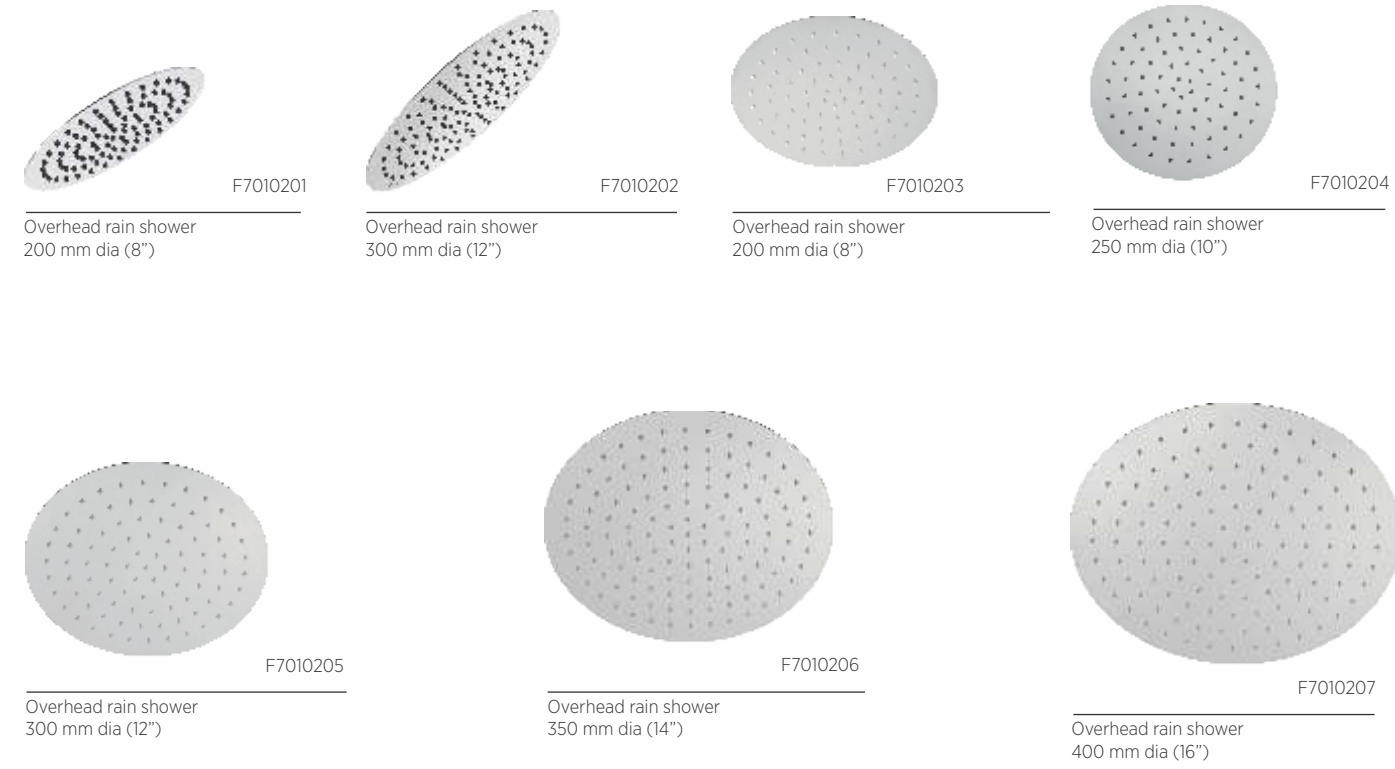 F7010201
Overhead rain shower
200 mm dia (8”)
F7010202
Overhead rain shower
300 mm dia (12”)
F7010203
Overhead rain shower
200 mm dia (8”)
F7010204
Overhead rain shower
250 mm dia (10”)
F7010205
Overhead rain shower
300 mm dia (12”)
F7010206
Overhead rain shower
350 mm dia (14”)
F7010207
Overhead rain shower
400 mm dia (16”)